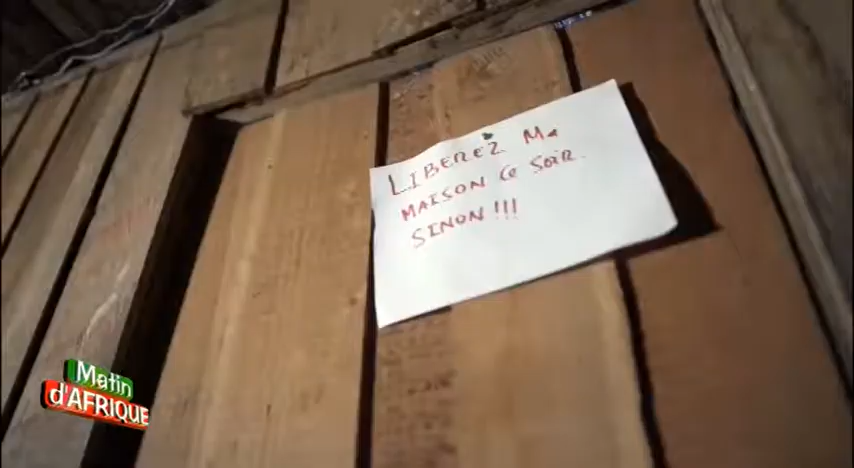 LIBEREZ Ma
MAISON CE SOIR
SINON !!!
Matin
d'AFRIQUE